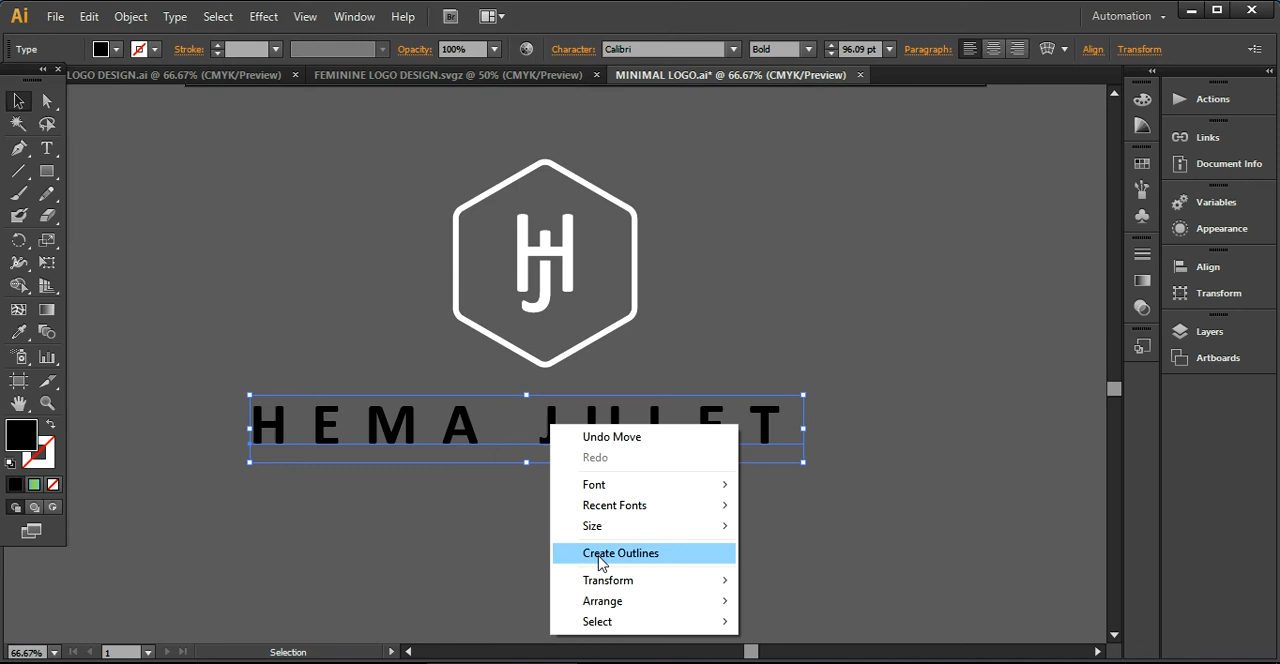 Ai File Edit Object Type Select Effect View Window Help Br Automation
Type Stroke: Opacity: 100% Character: Calibri Bold 96.09 pt Paragraph: Align Transform
LOGO DESIGN.ai @ 66.67% (CMYK/Preview) × FEMININE LOGO DESIGN.svgz @ 50% (CMYK/Preview) × MINIMAL LOGO.ai* @ 66.67% (CMYK/Preview) ×
Actions
Links
Document Info
Variables
Appearance
Align
Transform
Layers
Artboards
HJ
HEMA JULET
Undo Move
Redo
Font
Recent Fonts
Size
Create Outlines
Transform
Arrange
Select
66.67% 1 Selection